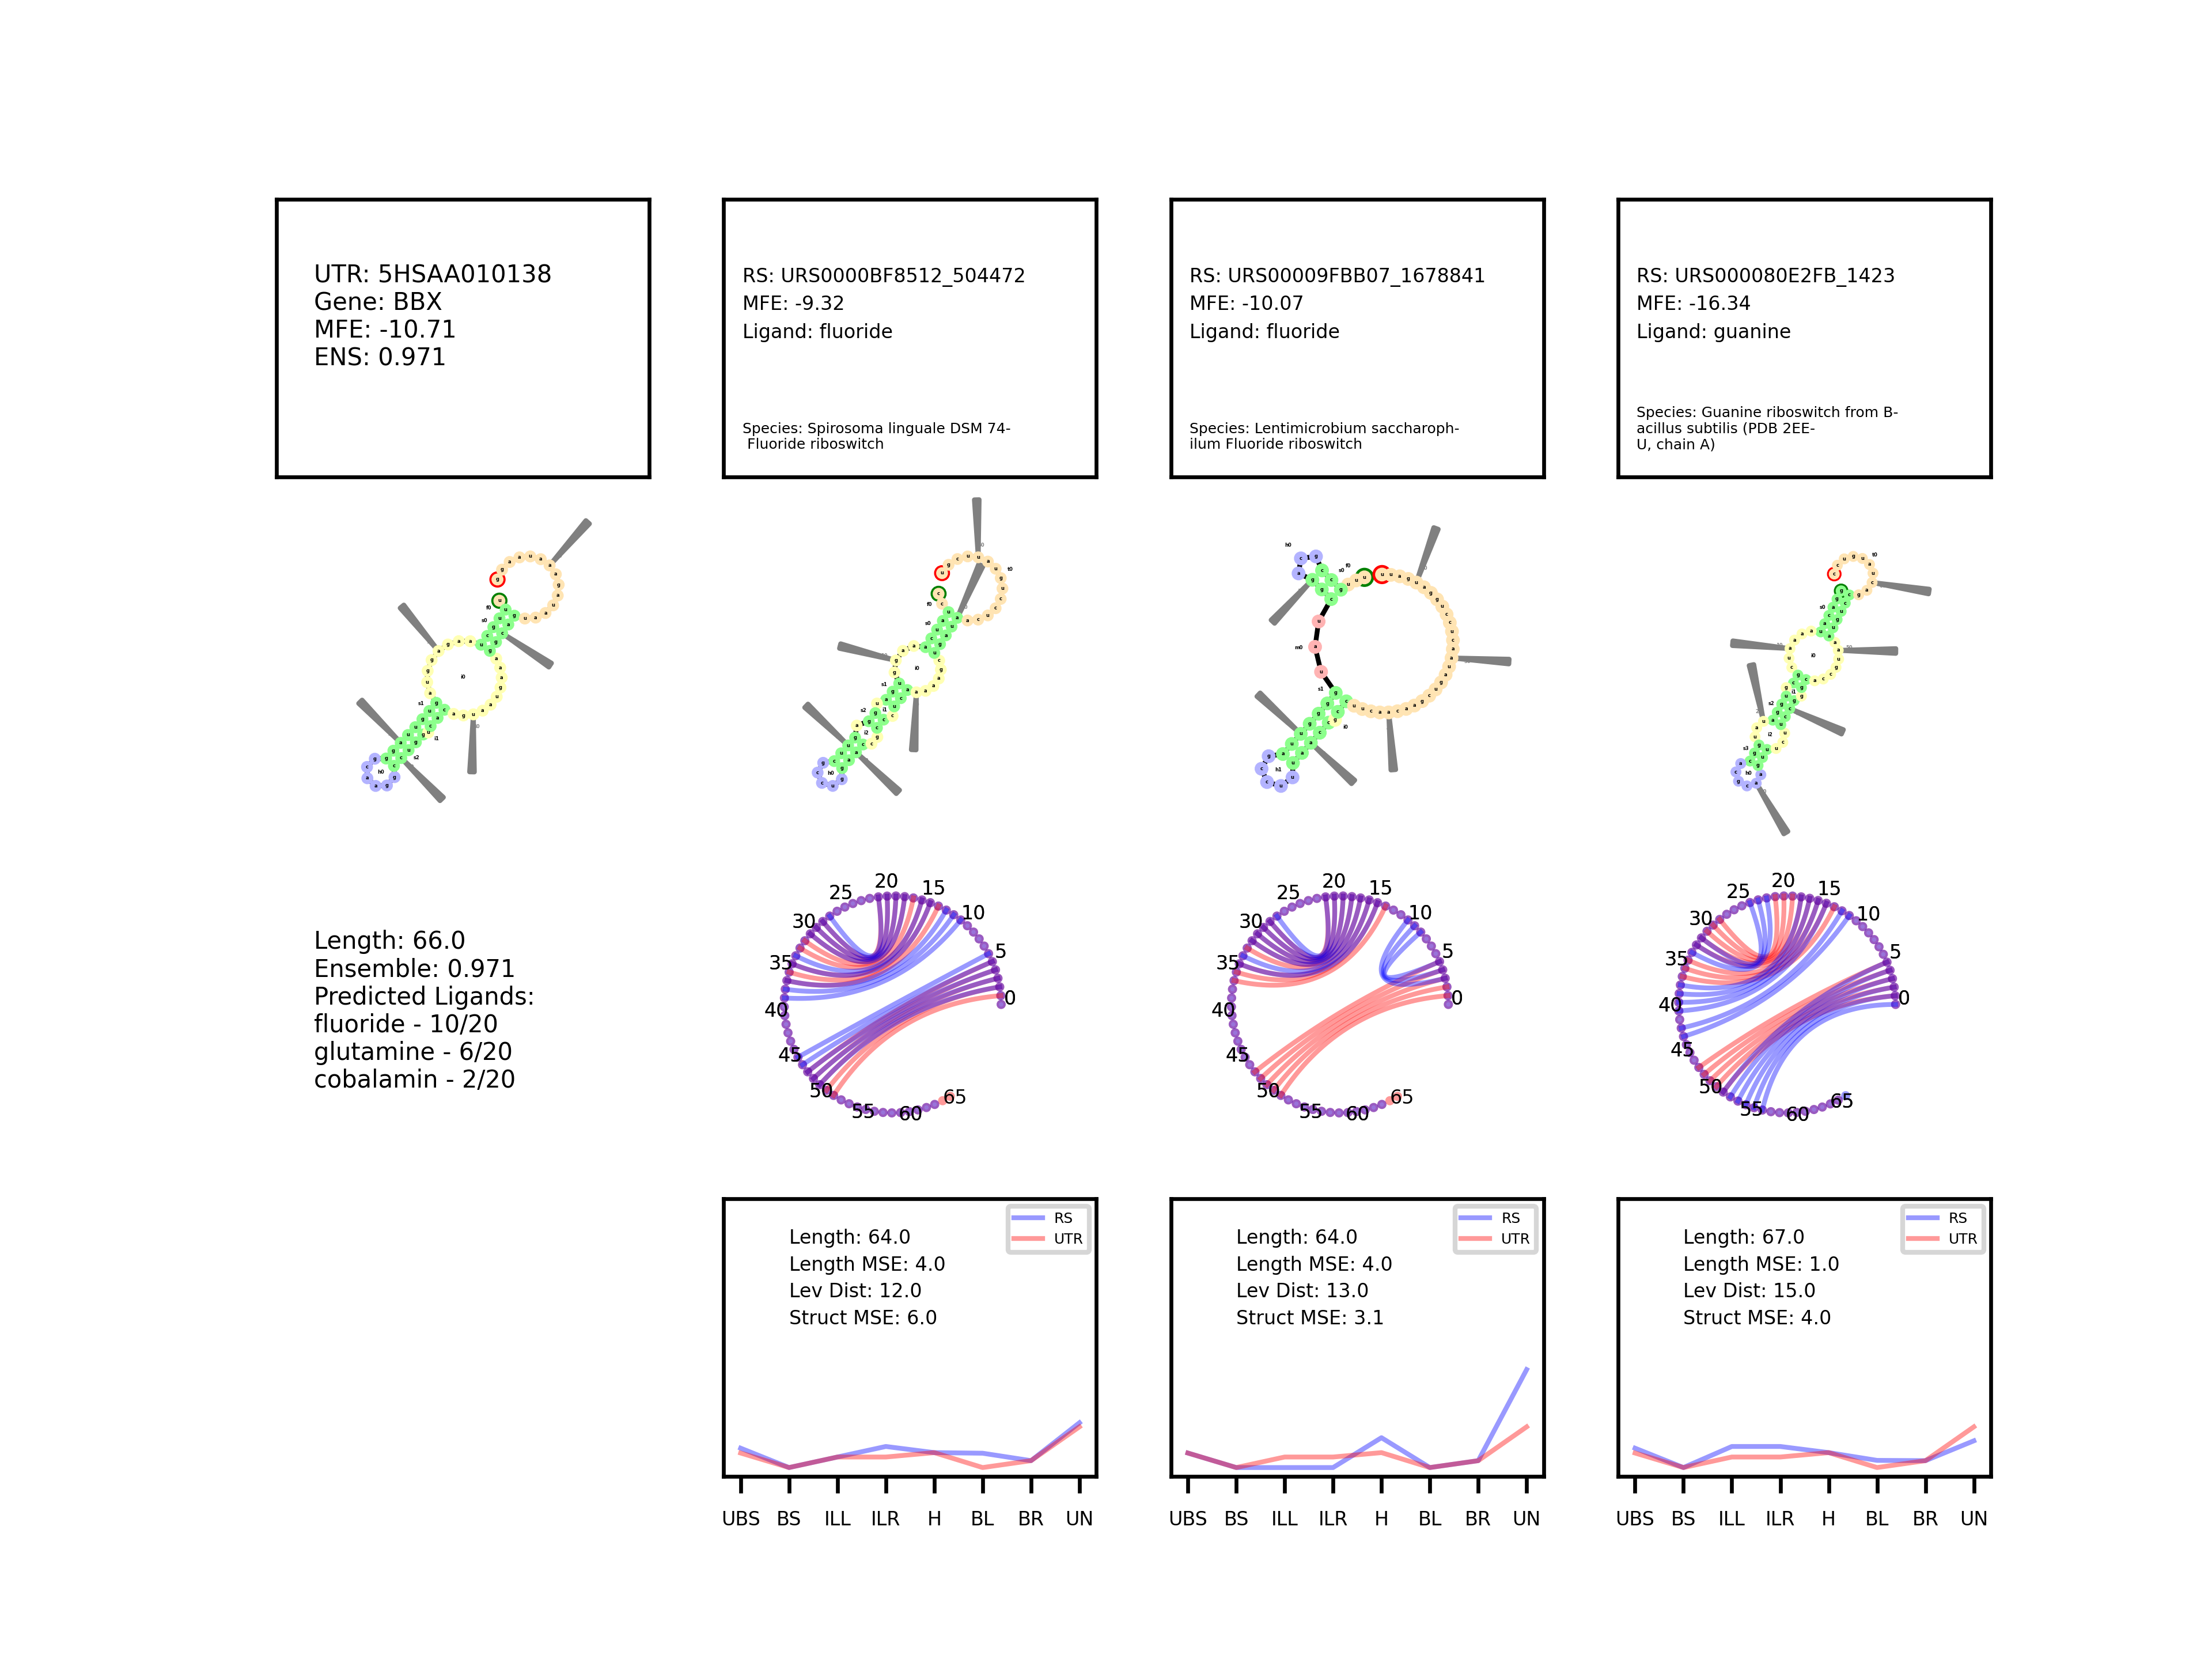 UTR: 5HSAA010138
Gene: BBX
MFE: -10.71
ENS: 0.971
RS: URS0000BF8512_504472
MFE: -9.32
Ligand: fluoride
Species: Spirosoma linguale DSM 74-
Fluoride riboswitch
RS: URS00009FBB07_1678841
MFE: -10.07
Ligand: fluoride
Species: Lentimicrobium saccharoph-
ilum Fluoride riboswitch
RS: URS000080E2FB_1423
MFE: -16.34
Ligand: guanine
Species: Guanine riboswitch from B-
acillus subtilis (PDB 2EE-
U, chain A)
Length: 66.0
Ensemble: 0.971
Predicted Ligands:
fluoride - 10/20
glutamine - 6/20
cobalamin - 2/20
0 5 10 15 20 25 30 35 40 45 50 55 60 65
0 5 10 15 20 25 30 35 40 45 50 55 60 65
0 5 10 15 20 25 30 35 40 45 50 55 60 65
RS
UTR
Length: 64.0
Length MSE: 4.0
Lev Dist: 12.0
Struct MSE: 6.0
UBS BS ILL ILR H BL BR UN
RS
UTR
Length: 64.0
Length MSE: 4.0
Lev Dist: 13.0
Struct MSE: 3.1
UBS BS ILL ILR H BL BR UN
RS
UTR
Length: 67.0
Length MSE: 1.0
Lev Dist: 15.0
Struct MSE: 4.0
UBS BS ILL ILR H BL BR UN